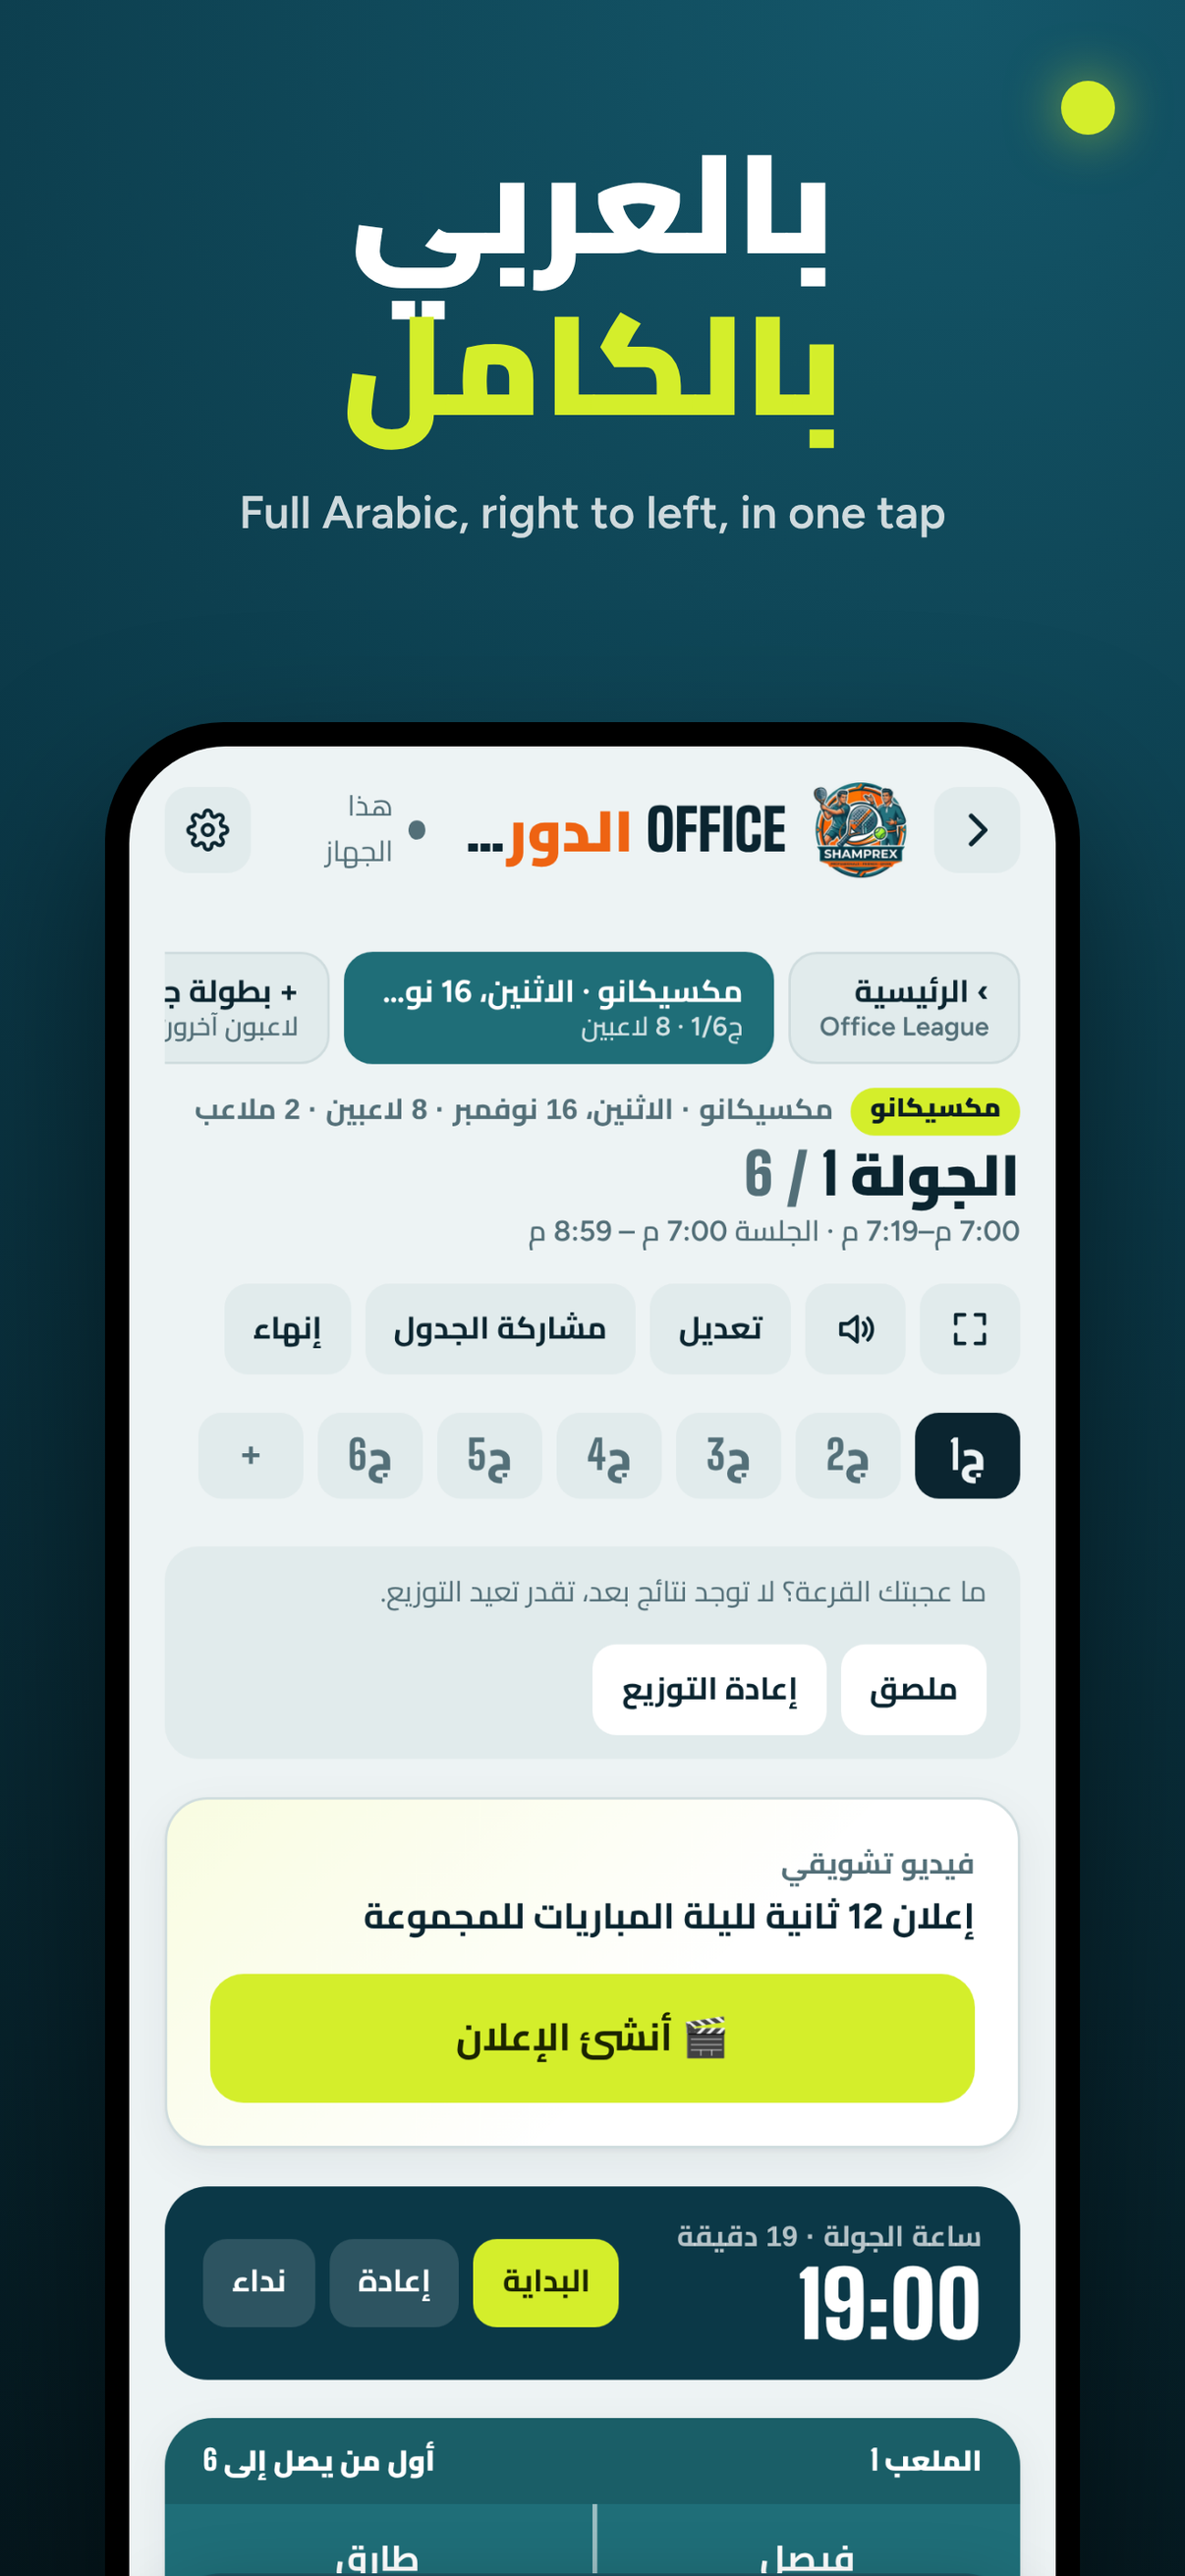 بالعربي
بالكامل
Full Arabic, right to left, in one tap
SHAMPREX
OFFICE الدور...
هذا
الجهاز
‹ الرئيسية
Office League
مكسيكانو · الاثنين، 16 نو...
ج1/6 · 8 لاعبين
+ بطولة ج
لاعبون آخرور
مكسيكانو
مكسيكانو · الاثنين، 16 نوفمبر · 8 لاعبين · 2 ملاعب
الجولة 1 / 6
7:00 م–7:19 م · الجلسة 7:00 م – 8:59 م
تعديل
مشاركة الجدول
إنهاء
ج1
ج2
ج3
ج4
ج5
ج6
+
ما عجبتك القرعة؟ لا توجد نتائج بعد، تقدر تعيد التوزيع.
ملصق
إعادة التوزيع
فيديو تشويقي
إعلان 12 ثانية لليلة المباريات للمجموعة
أنشئ الإعلان
ساعة الجولة · 19 دقيقة
19:00
البداية
إعادة
نداء
الملعب 1
أول من يصل إلى 6
فيصل
طارق